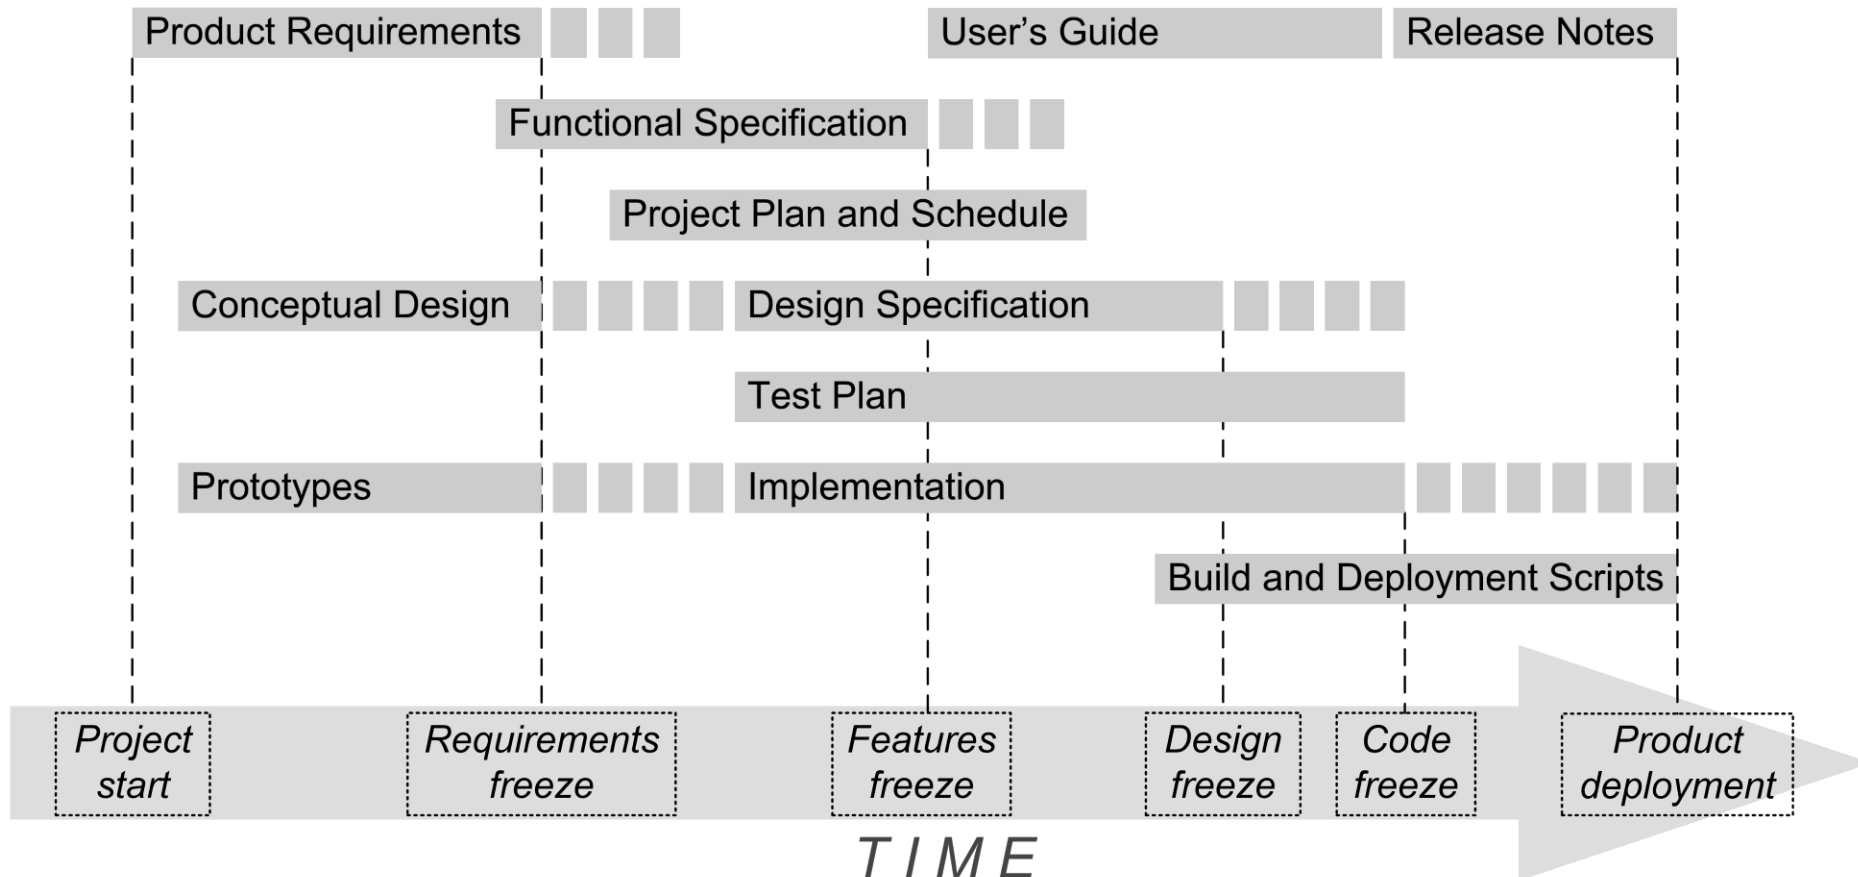 Product Requirements
User’s Guide
Release Notes
Functional Specification
Project Plan and Schedule
Conceptual Design
Design Specification
Test Plan
Prototypes
Implementation
Build and Deployment Scripts
Project
start
Requirements
freeze
Features
freeze
Design
freeze
Code
freeze
Product
deployment
TIME